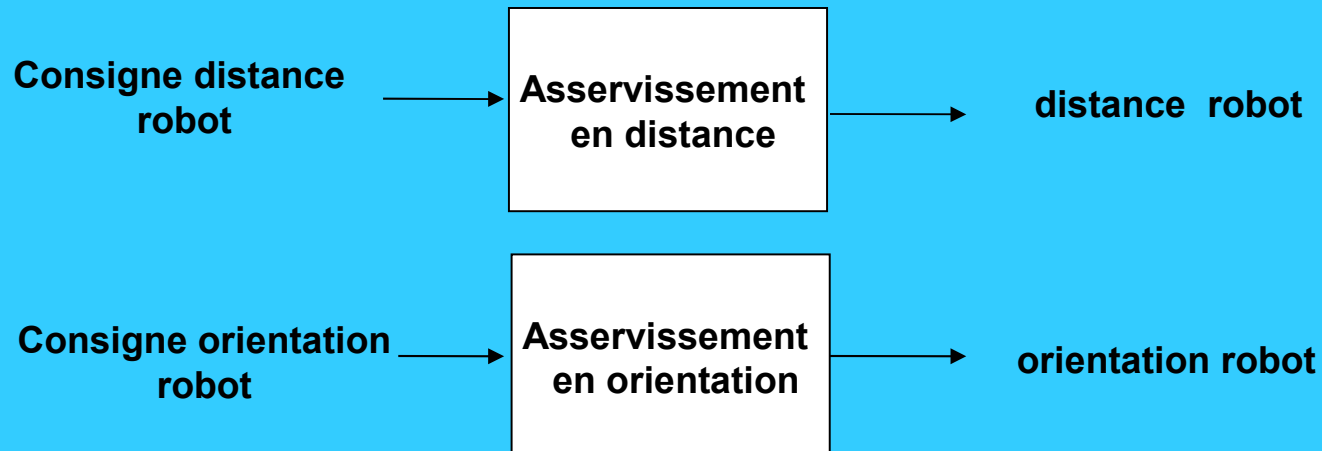 Consigne distance
robot
Asservissement
en distance
distance robot
Consigne orientation
robot
Asservissement
en orientation
orientation robot